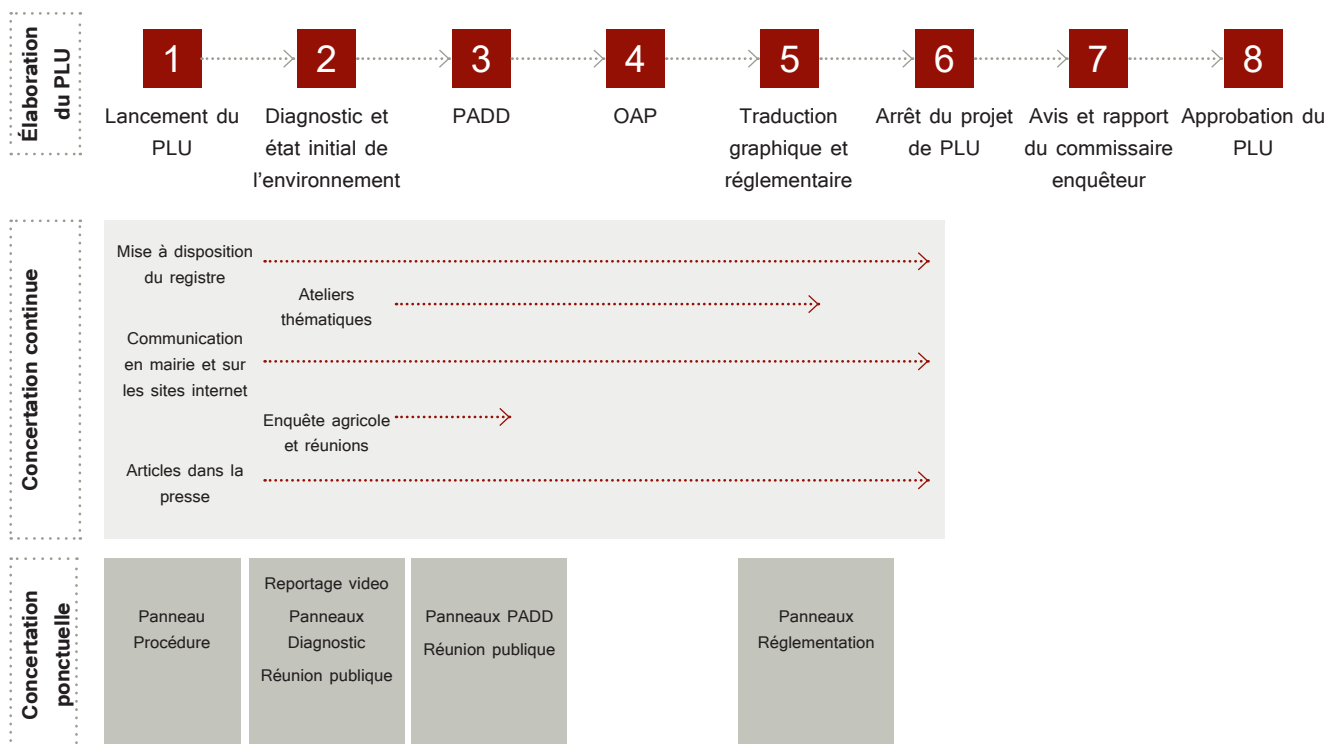 Élaboration
du PLU
1
2
3
4
5
6
7
8
Lancement du
PLU
Diagnostic et
état initial de
l'environnement
PADD
OAP
Traduction
graphique et
réglementaire
Arrêt du projet
de PLU
Avis et rapport
du commissaire
enquêteur
Approbation du
PLU
Concertation continue
Mise à disposition
du registre
Ateliers
thématiques
Communication
en mairie et sur
les sites internet
Enquête agricole
et réunions
Articles dans la
presse
Concertation
ponctuelle
Panneau
Procédure
Reportage video
Panneaux
Diagnostic
Réunion publique
Panneaux PADD
Réunion publique
Panneaux
Réglementation